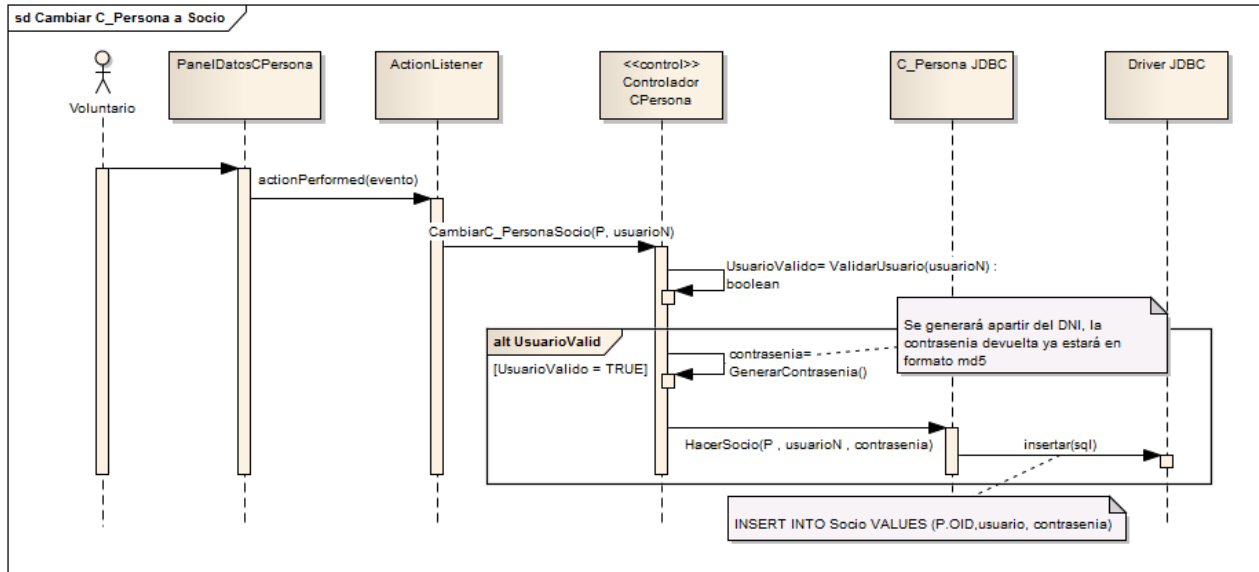 sd Cambiar C_Persona a Socio
Voluntario
PanelDatosCPersona
ActionListener
<<control>>
Controlador
CPersona
C_Persona JDBC
Driver JDBC
actionPerformed(evento)
CambiarC_PersonaSocio(P, usuarioN)
UsuarioValido= ValidarUsuario(usuarioN) :
boolean
Se generará apartir del DNI, la
contrasenia devuelta ya estará en
formato md5
alt UsuarioValid
[UsuarioValido = TRUE]
contrasenia=
GenerarContrasenia()
HacerSocio(P , usuarioN , contrasenia)
insertar(sql)
INSERT INTO Socio VALUES (P.OID,usuario, contrasenia)